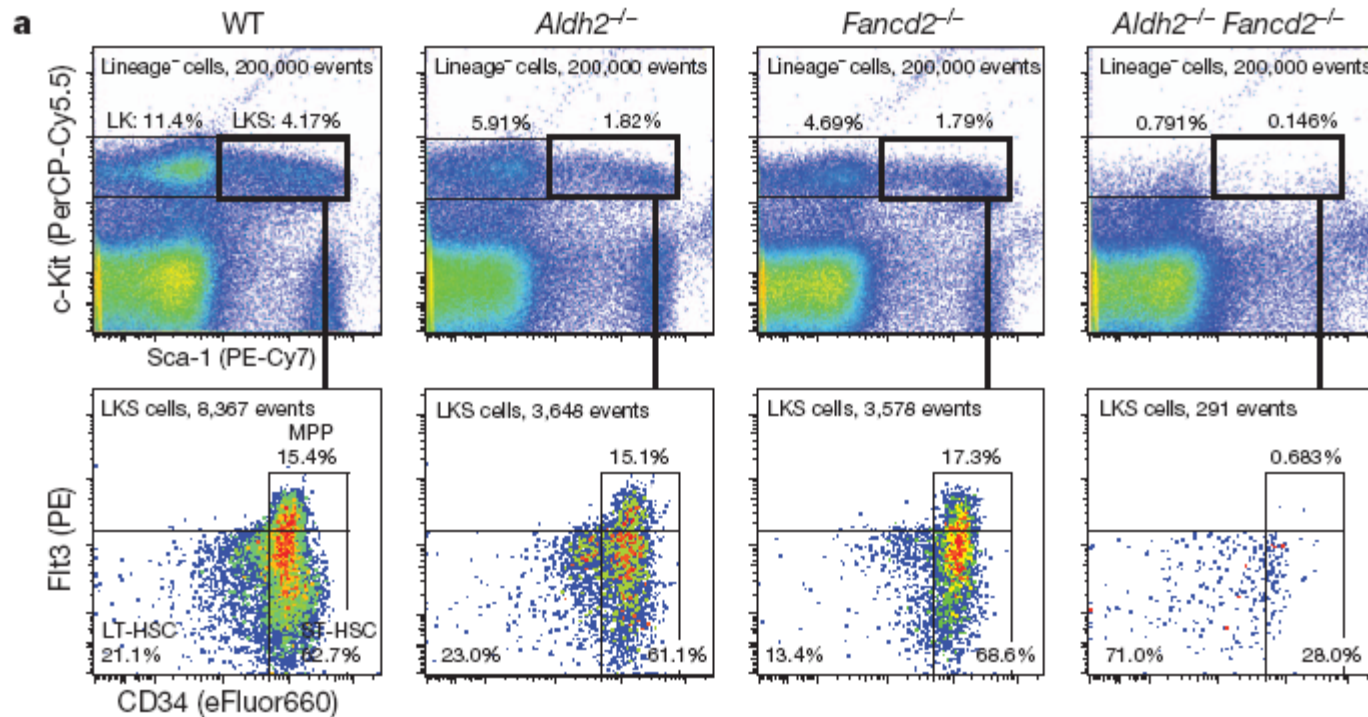 a
WT
Aldh2–/–
Fancd2–/–
Aldh2–/– Fancd2–/–
Lineage– cells, 200,000 events
LK: 11.4% LKS: 4.17%
Lineage– cells, 200,000 events
5.91% 1.82%
Lineage– cells, 200,000 events
4.69% 1.79%
Lineage– cells, 200,000 events
0.791% 0.146%
c-Kit (PerCP-Cy5.5)
Sca-1 (PE-Cy7)
LKS cells, 8,367 events
MPP
15.4%
LT-HSC ST-HSC
21.1% 62.7%
LKS cells, 3,648 events
15.1%
23.0% 61.1%
LKS cells, 3,578 events
17.3%
13.4% 68.6%
LKS cells, 291 events
0.683%
71.0% 28.0%
Flt3 (PE)
CD34 (eFluor660)